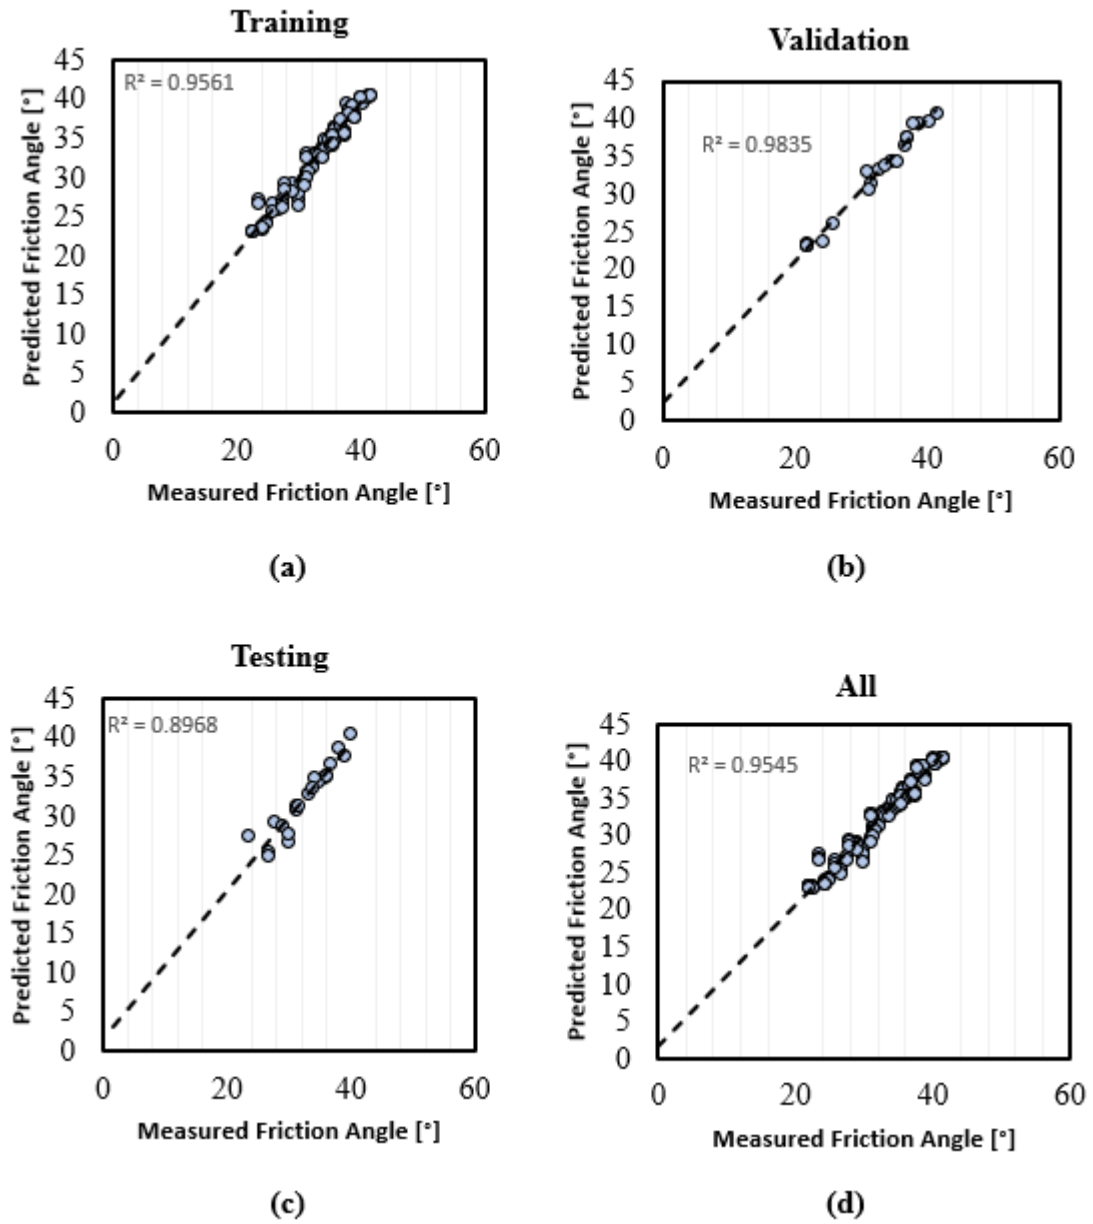 Training
R² = 0.9561
45
40
35
30
25
20
15
10
5
0
Predicted Friction Angle [°]
0 20 40 60
Measured Friction Angle [°]
(a)
Validation
R² = 0.9835
45
40
35
30
25
20
15
10
5
0
Predicted Friction Angle [°]
0 20 40 60
Measured Friction Angle [°]
(b)
Testing
R² = 0.8968
45
40
35
30
25
20
15
10
5
0
Predicted Friction Angle [°]
0 20 40 60
Measured Friction Angle [°]
(c)
All
R² = 0.9545
45
40
35
30
25
20
15
10
5
0
Predicted Friction Angle [°]
0 20 40 60
Measured Friction Angle [°]
(d)